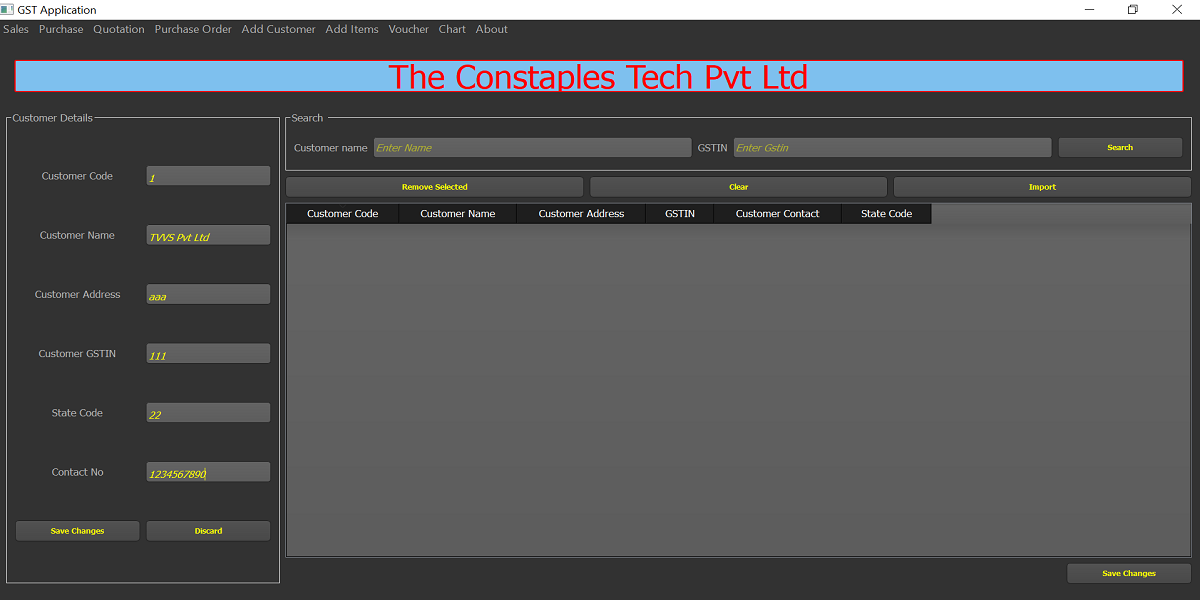 GST Application
Sales Purchase Quotation Purchase Order Add Customer Add Items Voucher Chart About
The Constaples Tech Pvt Ltd
Customer Details
Customer Code 1
Customer Name TVVS Pvt Ltd
Customer Address aaa
Customer GSTIN 111
State Code 22
Contact No 1234567890
Save Changes Discard
Search
Customer name Enter Name GSTIN Enter Gstin Search
Remove Selected Clear Import
Customer Code Customer Name Customer Address GSTIN Customer Contact State Code
Save Changes